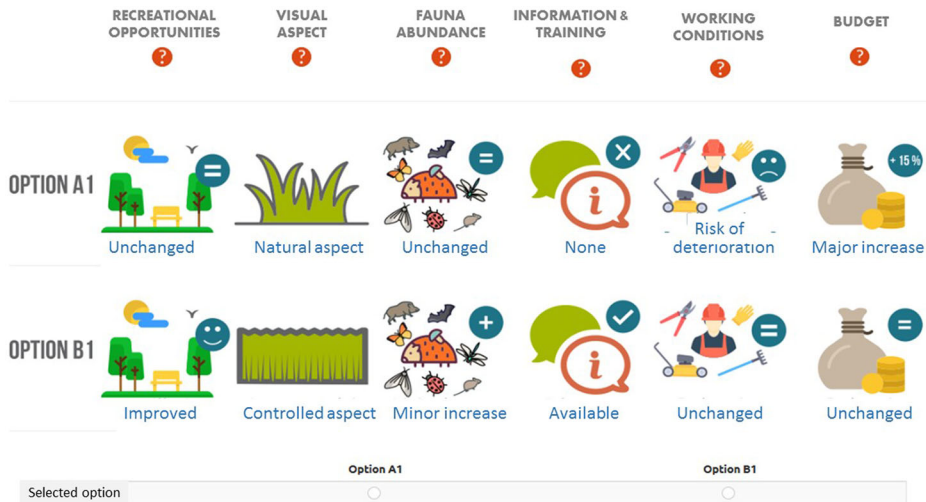 RECREATIONAL OPPORTUNITIES
VISUAL ASPECT
FAUNA ABUNDANCE
INFORMATION & TRAINING
WORKING CONDITIONS
BUDGET
? ? ? ? ? ?
OPTION A1
= = i × + 15 %
Unchanged Natural aspect Unchanged None Risk of deterioration Major increase
OPTION B1
+ i ✓ = =
Improved Controlled aspect Minor increase Available Unchanged Unchanged
Option A1 Option B1
Selected option